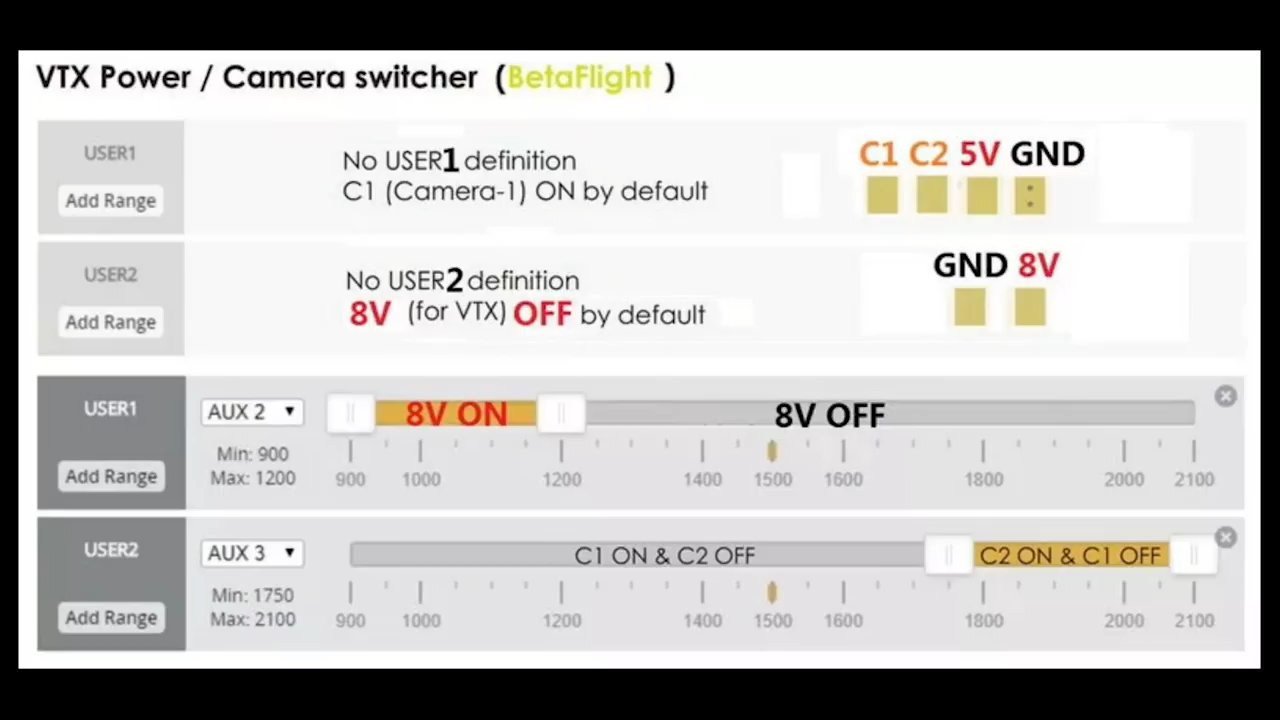 VTX Power / Camera switcher (BetaFlight )
USER1
Add Range
No USER1 definition
C1 (Camera-1) ON by default
C1 C2 5V GND
USER2
Add Range
No USER2 definition
8V (for VTX) OFF by default
GND 8V
USER1
Add Range
AUX 2
Min: 900
Max: 1200
8V ON
8V OFF
900 1000 1200 1400 1500 1600 1800 2000 2100
USER2
Add Range
AUX 3
Min: 1750
Max: 2100
C1 ON & C2 OFF
C2 ON & C1 OFF
900 1000 1200 1400 1500 1600 1800 2000 2100